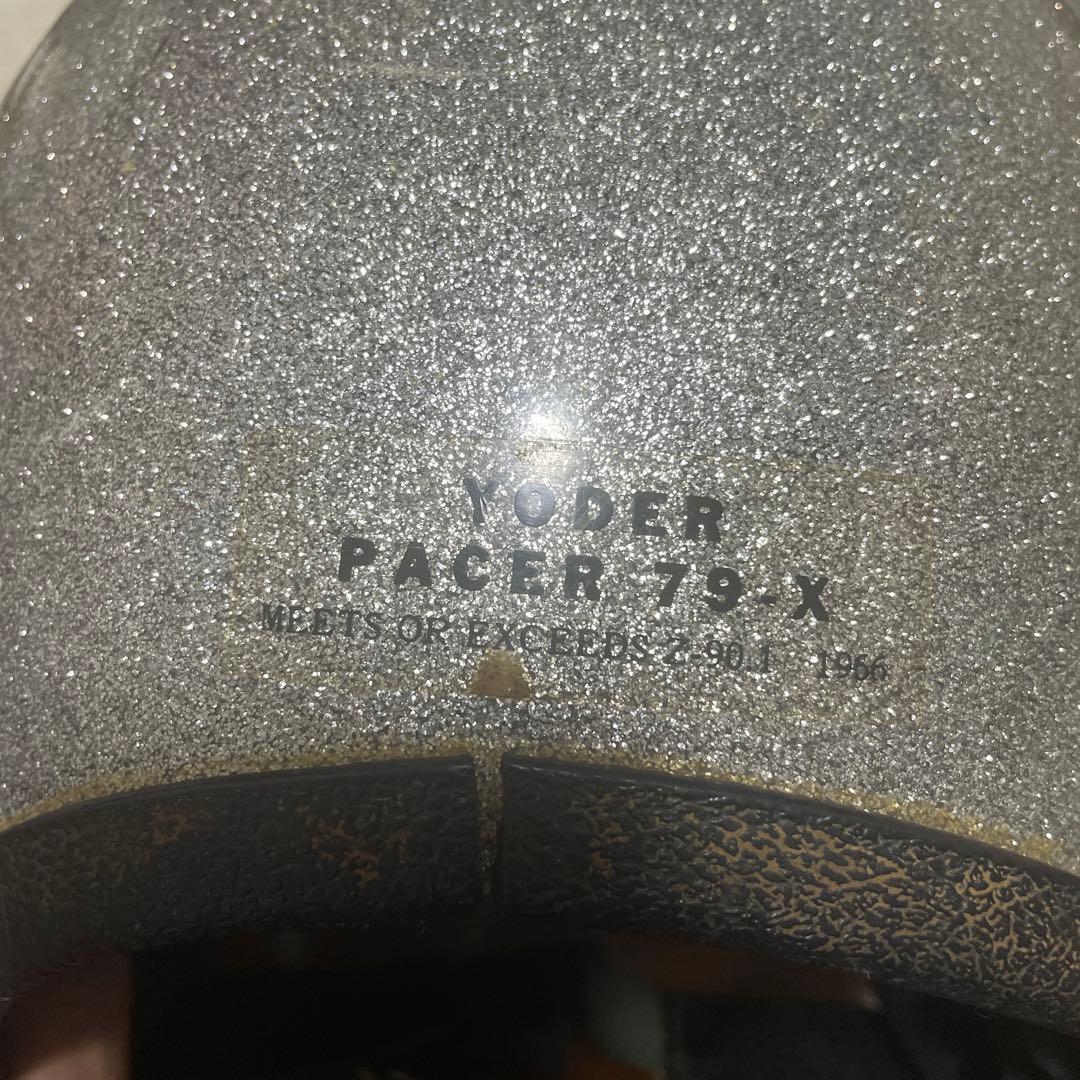 YODER
PACER 79-X
MEETS OR EXCEEDS Z-90.1 1966